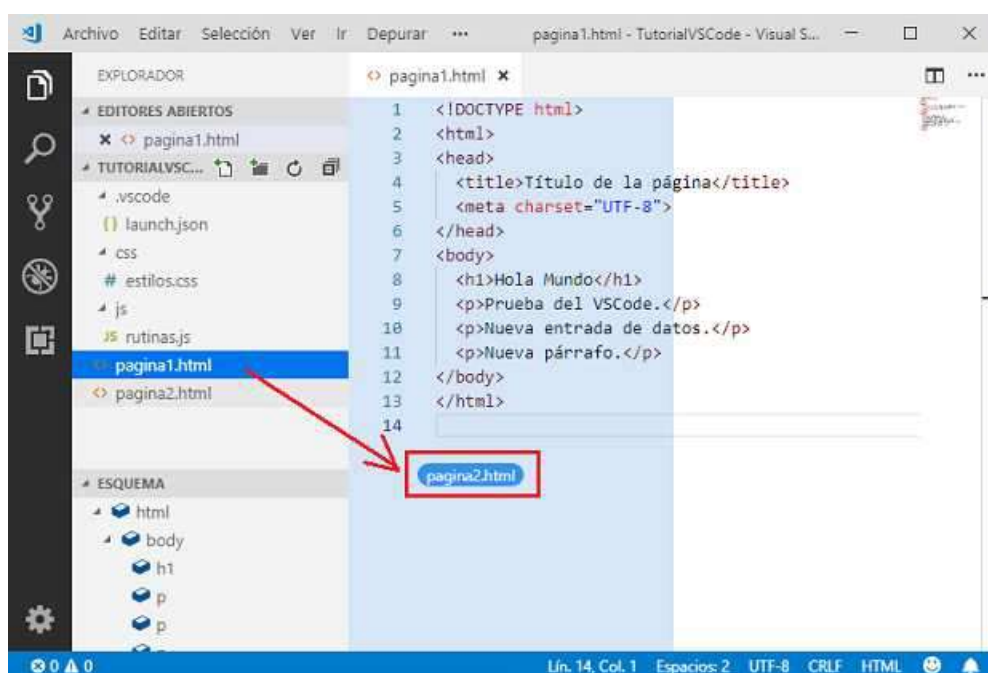 Archivo Editar Selección Ver Ir Depurar ··· pagina1.html - TutorialVSCode - Visual S...
EXPLORADOR
EDITORES ABIERTOS
pagina1.html
TUTORIALVSC...
.vscode
{} launch.json
css
# estilos.css
js
JS rutinas.js
pagina1.html
pagina2.html
ESQUEMA
html
body
h1
p
p
pagina1.html
1 <!DOCTYPE html>
2 <html>
3 <head>
4 <title>Título de la página</title>
5 <meta charset="UTF-8">
6 </head>
7 <body>
8 <h1>Hola Mundo</h1>
9 <p>Prueba del VSCode.</p>
10 <p>Nueva entrada de datos.</p>
11 <p>Nueva párrafo.</p>
12 </body>
13 </html>
14
pagina2.html
0 0 Lín. 14, Col. 1 Espacios: 2 UTF-8 CRLF HTML